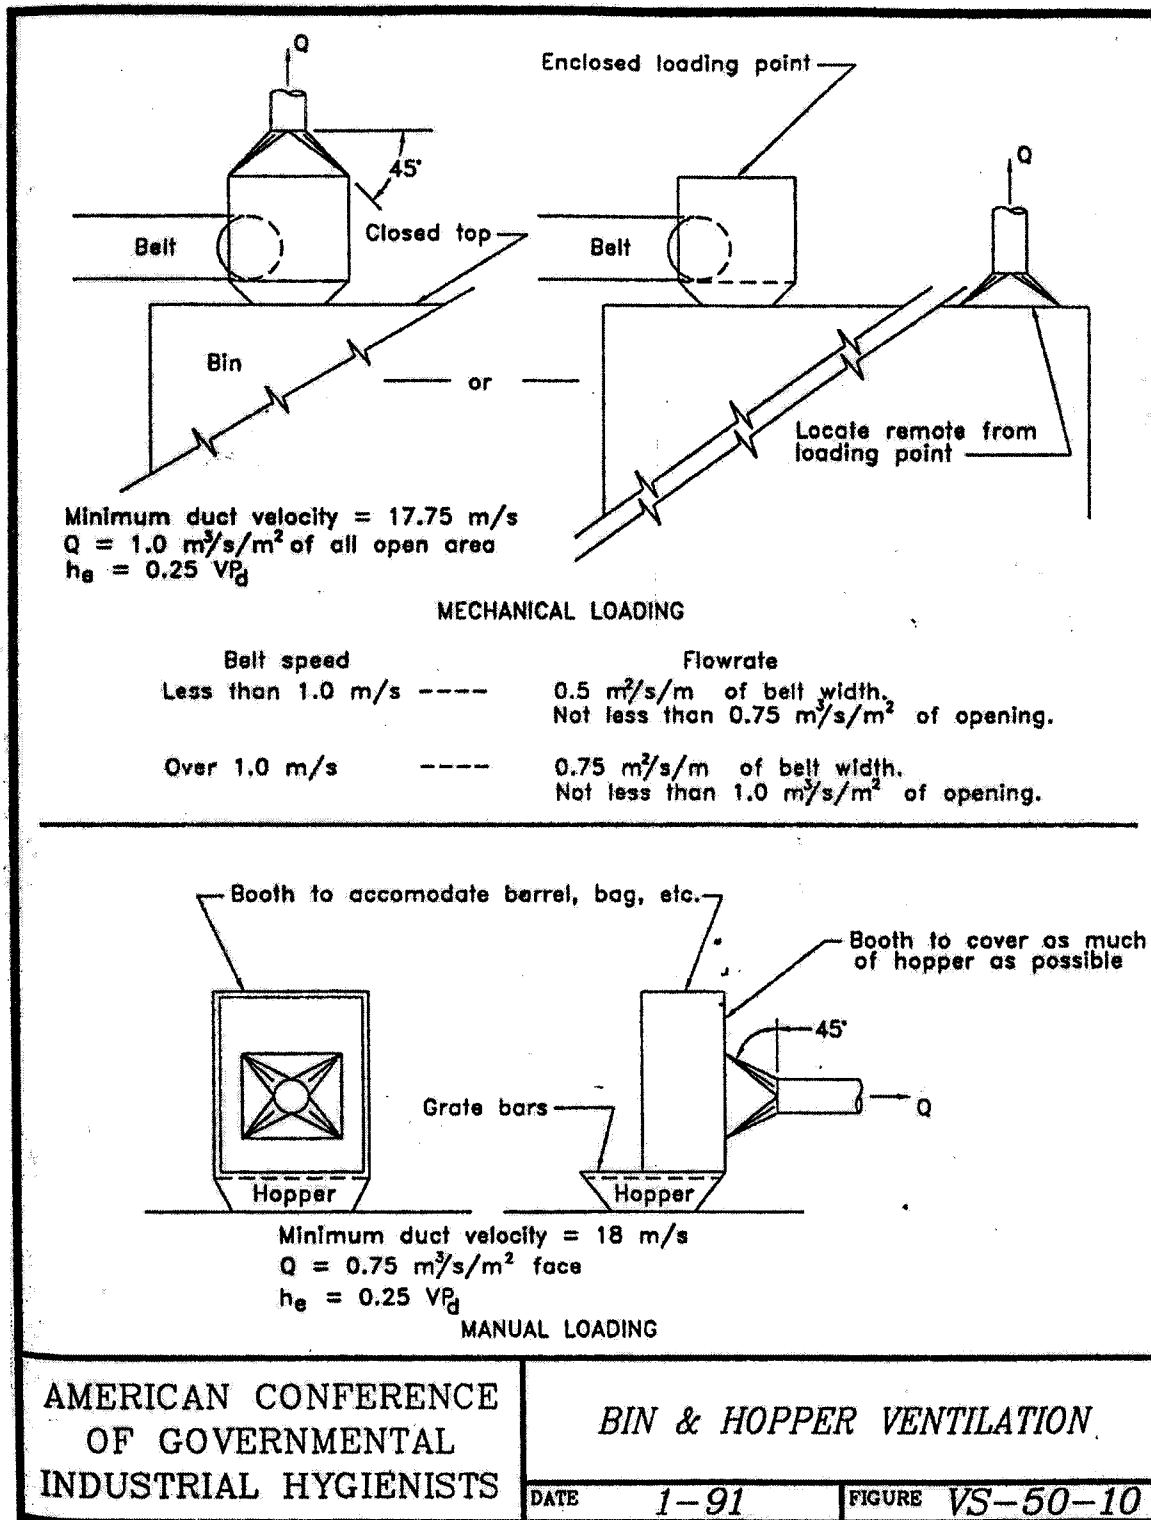 Q
Enclosed loading point
45°
Q
Belt
Closed top
Belt
Bin
or
Locate remote from
loading point
Minimum duct velocity = 17.75 m/s
Q = 1.0 m³/s/m² of all open area
hₑ = 0.25 VP_d
MECHANICAL LOADING
Belt speed Flowrate
Less than 1.0 m/s ---- 0.5 m²/s/m of belt width.
Not less than 0.75 m³/s/m² of opening.
Over 1.0 m/s ---- 0.75 m²/s/m of belt width.
Not less than 1.0 m³/s/m² of opening.
Booth to accomodate barrel, bag, etc.
Booth to cover as much
of hopper as possible
45°
Grate bars
Q
Hopper
Hopper
Minimum duct velocity = 18 m/s
Q = 0.75 m³/s/m² face
hₑ = 0.25 VP_d
MANUAL LOADING
AMERICAN CONFERENCE
OF GOVERNMENTAL
INDUSTRIAL HYGIENISTS
BIN & HOPPER VENTILATION
DATE 1-91
FIGURE VS-50-10